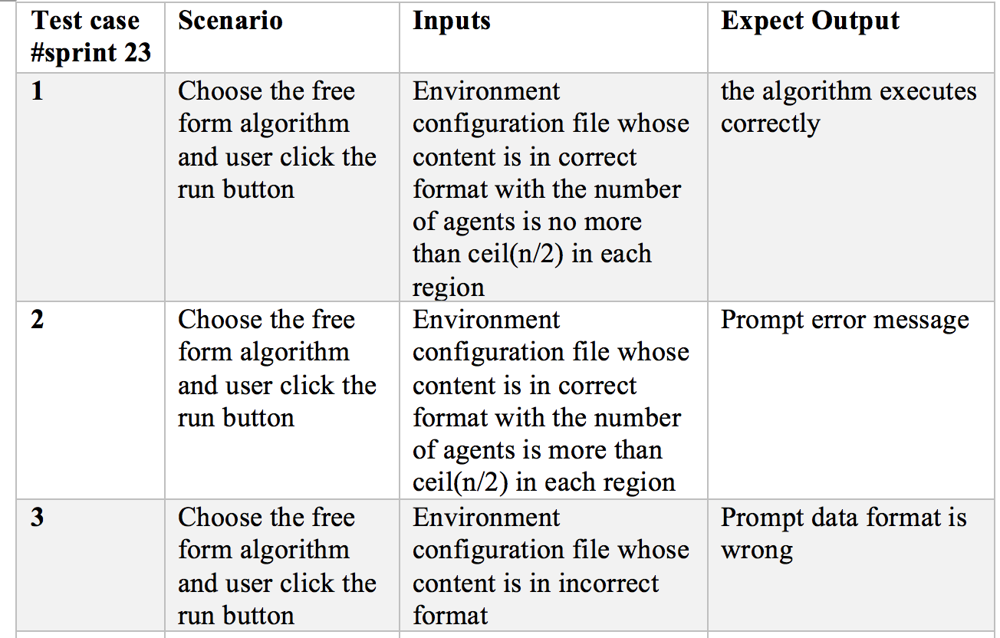 Test case
#sprint 23
Scenario
Inputs
Expect Output
1
Choose the free
form algorithm
and user click the
run button
Environment
configuration file whose
content is in correct
format with the number
of agents is no more
than ceil(n/2) in each
region
the algorithm executes
correctly
2
Choose the free
form algorithm
and user click the
run button
Environment
configuration file whose
content is in correct
format with the number
of agents is more than
ceil(n/2) in each region
Prompt error message
3
Choose the free
form algorithm
and user click the
run button
Environment
configuration file whose
content is in incorrect
format
Prompt data format is
wrong